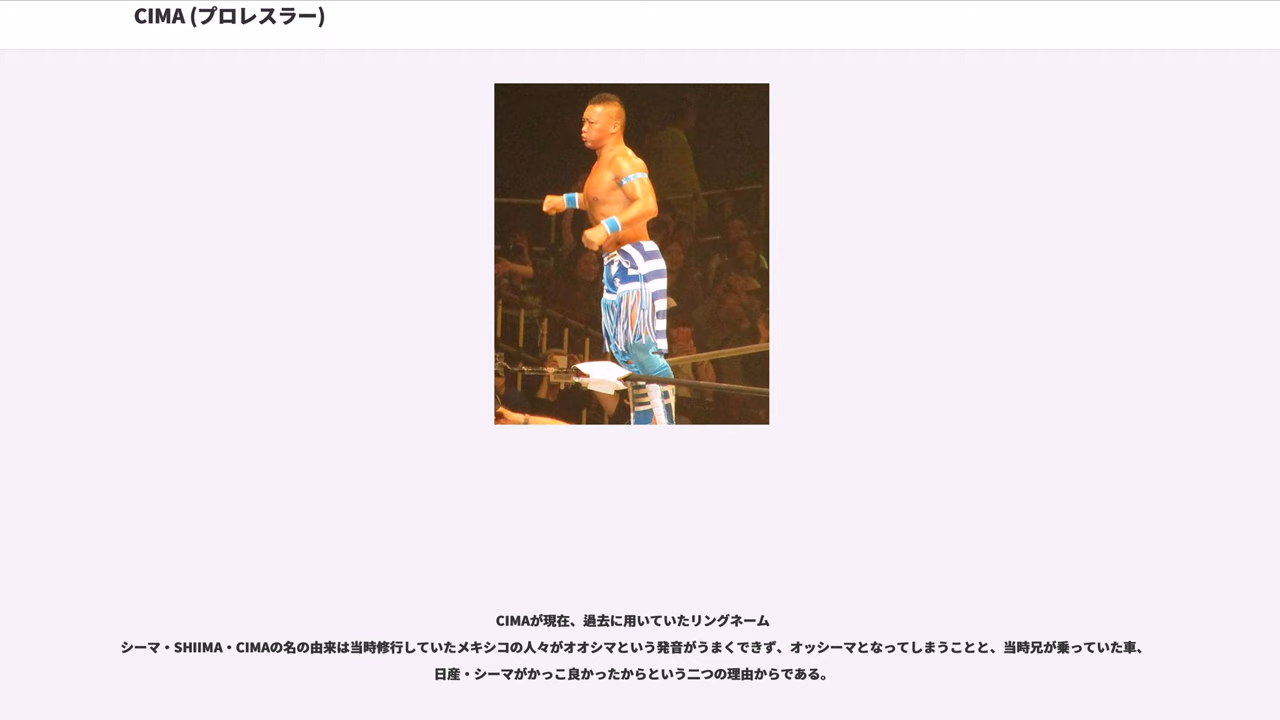 CIMA (プロレスラー)
CIMAが現在、過去に用いていたリングネーム
シーマ・SHIIMA・CIMAの名の由来は当時修行していたメキシコの人々がオオシマという発音がうまくできず、オッシーマとなってしまうことと、当時兄が乗っていた車、
日産・シーマがかっこ良かったからという二つの理由からである。